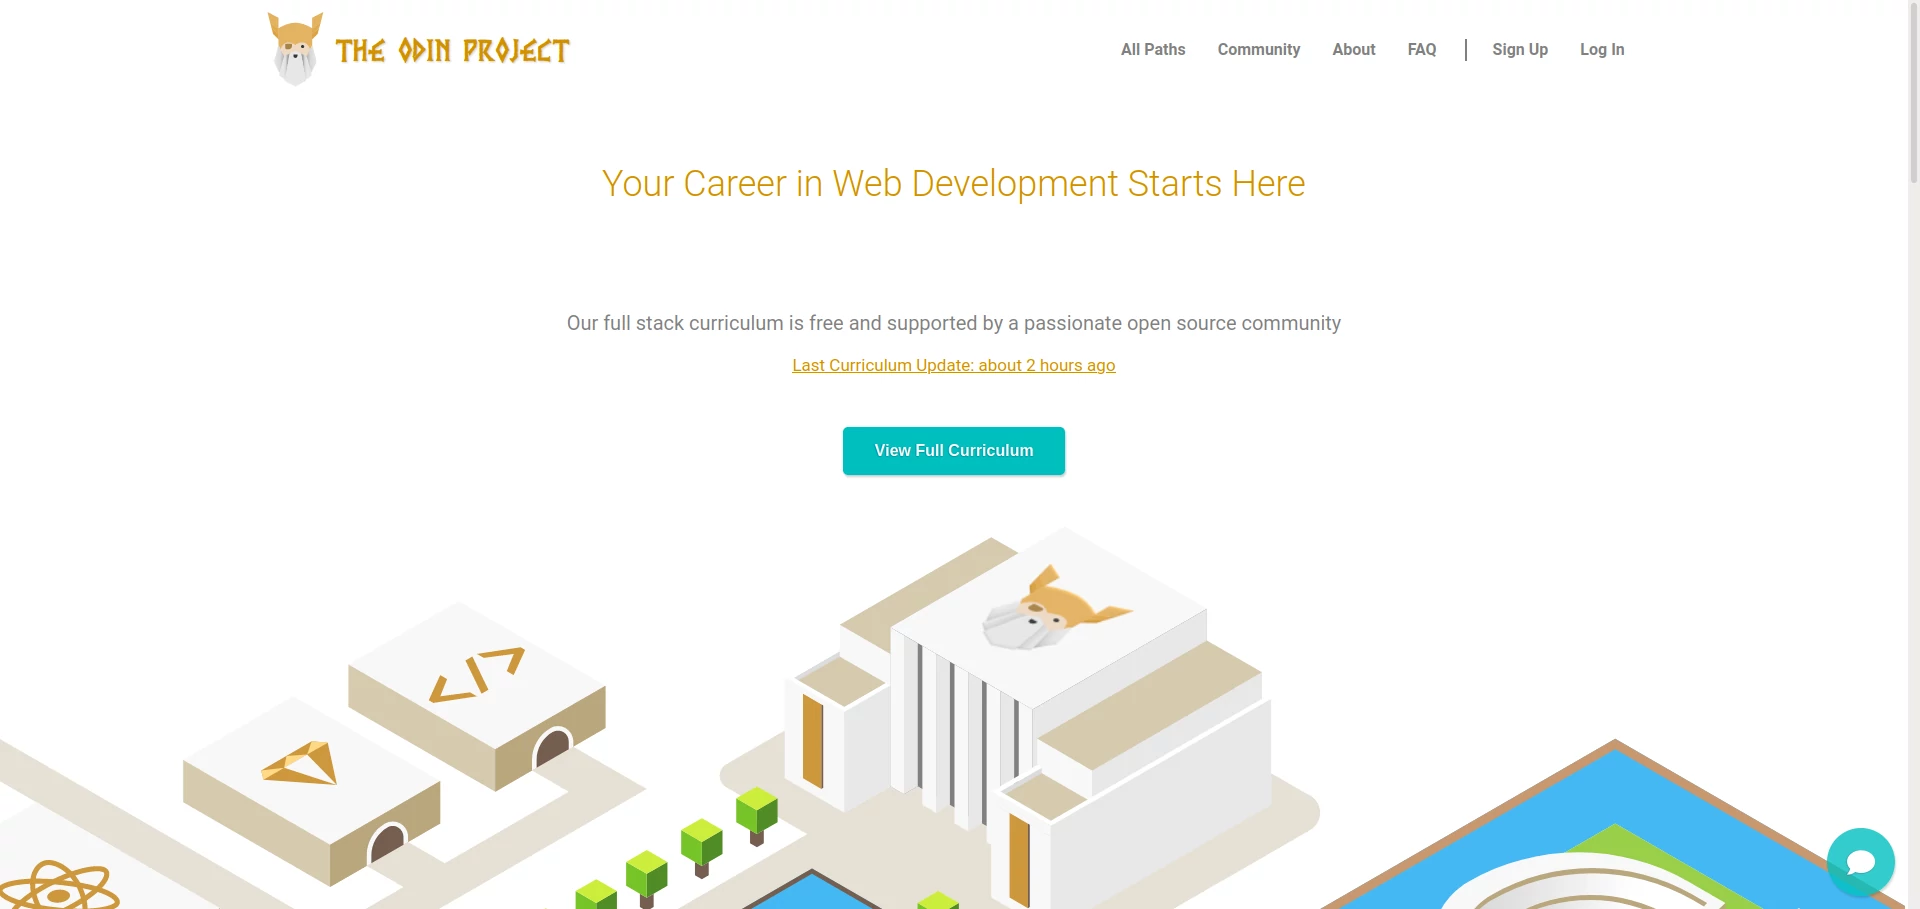 THE ODIN PROJECT
All Paths
Community
About
FAQ
Sign Up
Log In
Your Career in Web Development Starts Here
Our full stack curriculum is free and supported by a passionate open source community
Last Curriculum Update: about 2 hours ago
View Full Curriculum